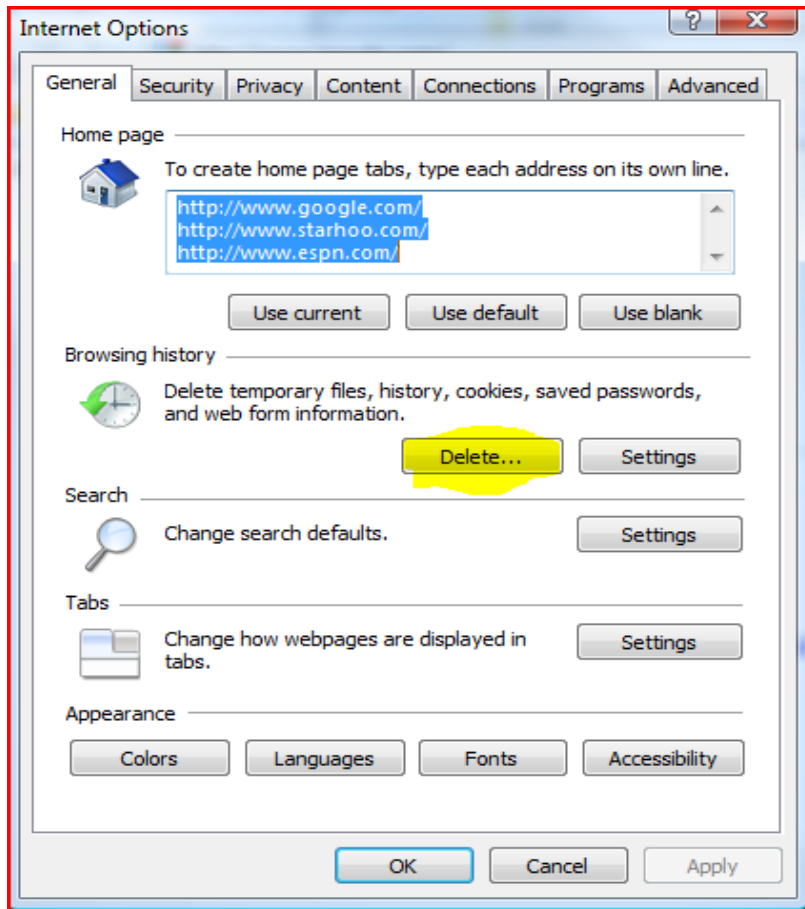 Internet Options
General Security Privacy Content Connections Programs Advanced
Home page
To create home page tabs, type each address on its own line.
http://www.google.com/
http://www.starhoo.com/
http://www.espn.com/
Use current Use default Use blank
Browsing history
Delete temporary files, history, cookies, saved passwords,
and web form information.
Delete... Settings
Search
Change search defaults. Settings
Tabs
Change how webpages are displayed in
tabs.
Settings
Appearance
Colors Languages Fonts Accessibility
OK Cancel Apply